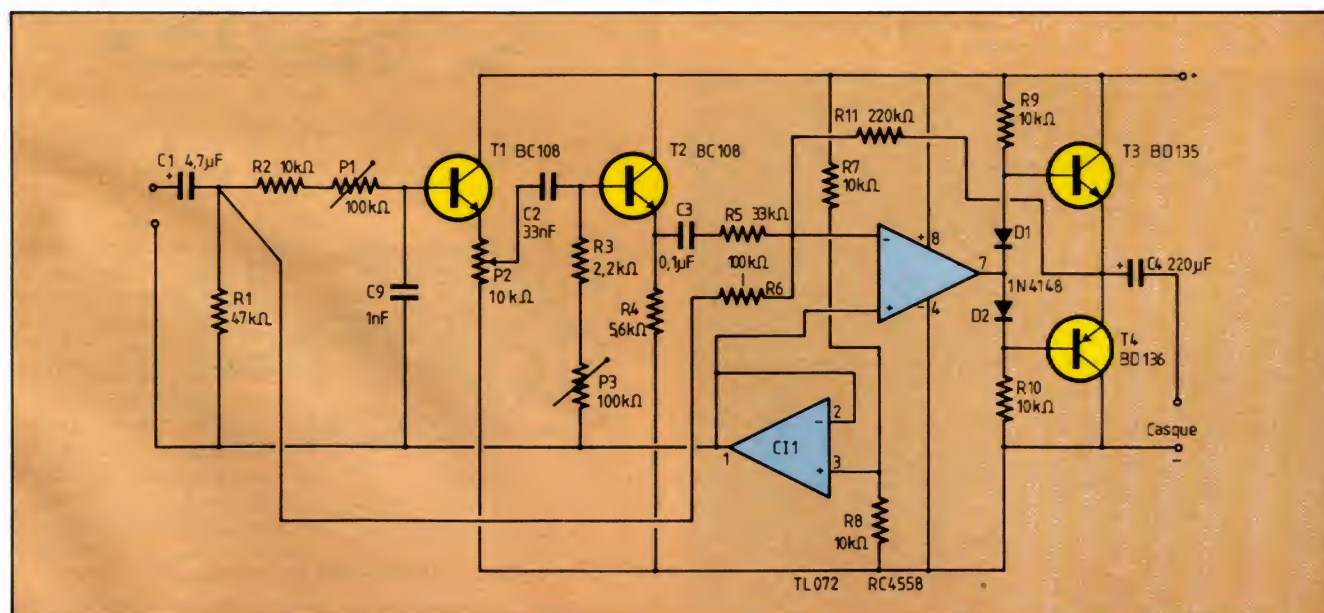 +
R9
10kΩ
R11 220kΩ
T1 BC108
T2 BC108
C1 4,7µF
+
R2 10kΩ
P1
100kΩ
R7
10kΩ
T3 BD135
C2
33nF
C3
0,1µF
R5 33kΩ
D1
R3
2,2kΩ
100kΩ
R6
-
+
+8
-4
7
1N4148
+
C4 220µF
P2
10kΩ
R1
47kΩ
C9
1nF
R4
5,6kΩ
D2
T4
BD136
P3
100kΩ
R10
10kΩ
2
-
CI1
1
3
+
Casque
-
R8
10kΩ
TL072 RC4558